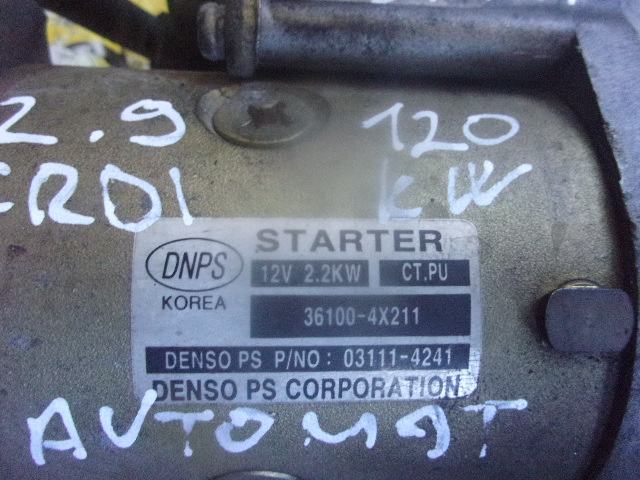 2.9 120
CRDI KW
DNPS STARTER
12V 2.2KW CT.PU
KOREA
36100-4X211
DENSO PS P/NO: 03111-4241
DENSO PS CORPORATION
AVTOMAT